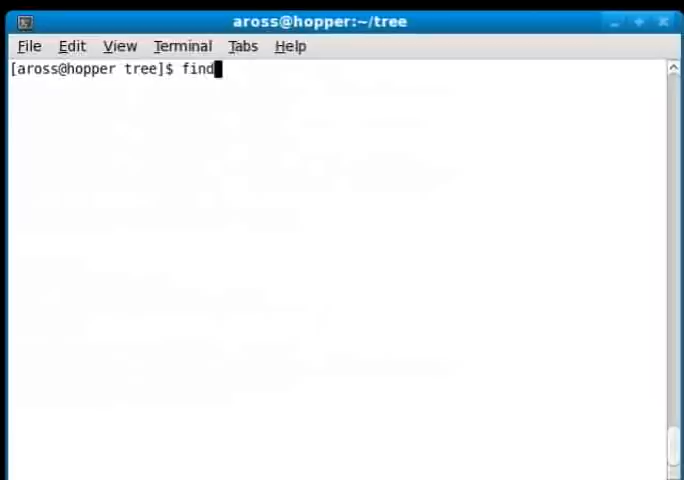 aross@hopper:~/tree
File Edit View Terminal Tabs Help
[aross@hopper tree]$ find